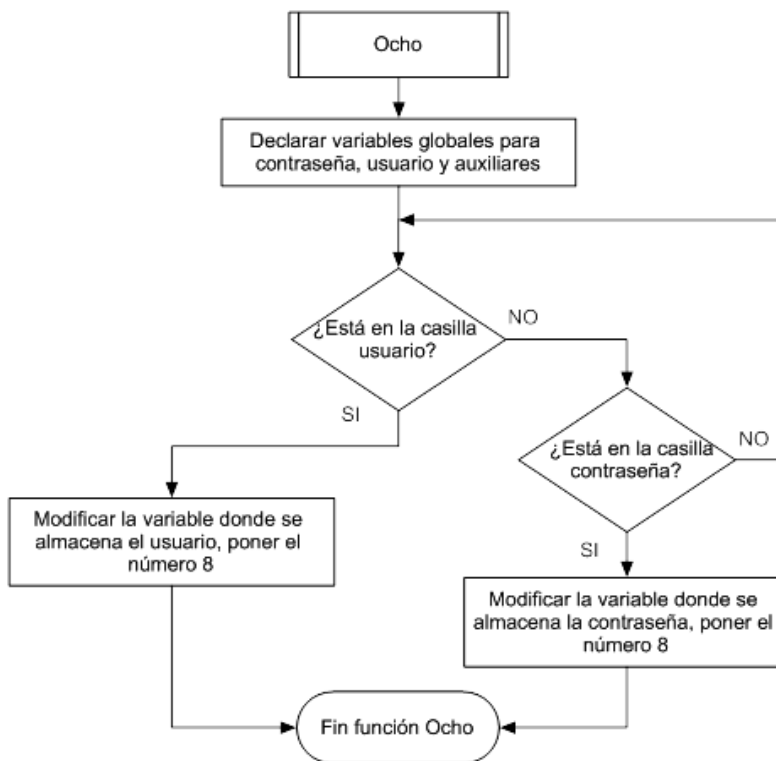 Ocho
Declarar variables globales para
contraseña, usuario y auxiliares
¿Está en la casilla
usuario?
NO
SI
¿Está en la casilla
contraseña?
NO
SI
Modificar la variable donde se
almacena el usuario, poner el
número 8
Modificar la variable donde se
almacena la contraseña, poner el
número 8
Fin función Ocho